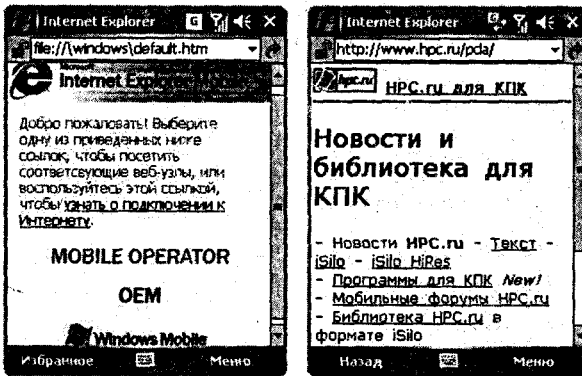 Internet Explorer
file://\windows\default.htm
Microsoft
Internet Explorer Mobile
Добро пожаловать! Выберите
одну из приведенных ниже
ссылок, чтобы посетить
соответсвующие веб-узлы, или
воспользуйтесь этой ссылкой,
чтобы узнать о подключении к
Интернету.
MOBILE OPERATOR
OEM
Windows Mobile
Избранное
Меню
Internet Explorer
http://www.hpc.ru/pda/
hpc.ru
HPC.ru для КПК
Новости и
библиотека для
КПК
- Новости HPC.ru - Текст -
iSilo - iSilo HiRes
- Программы для КПК New!
- Мобильные форумы HPC.ru
- Библиотека HPC.ru в
формате iSilo
Назад
Меню